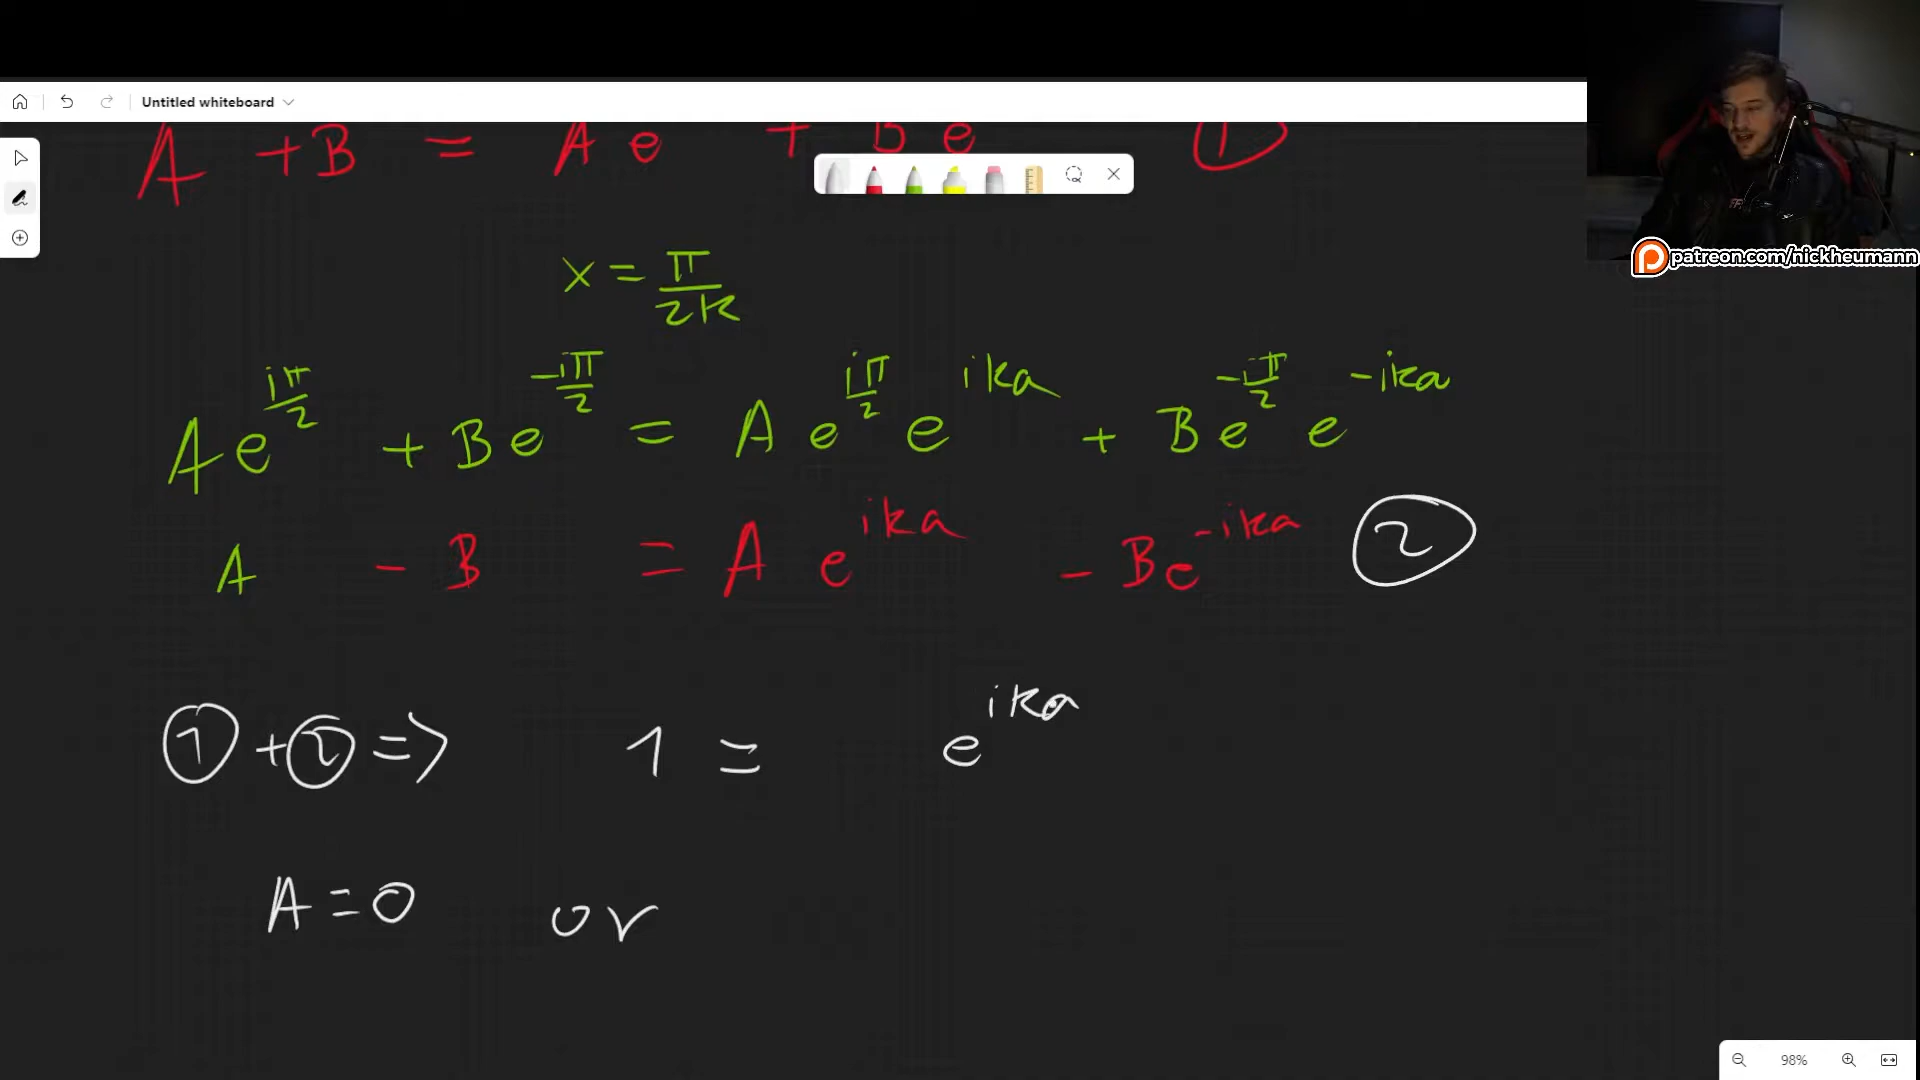 Untitled whiteboard
A + B = A e + B e ①
x = π/2k
A e^{iπ/2} + B e^{-iπ/2} = A e^{iπ/2} e^{ika} + B e^{-iπ/2} e^{-ika}
A - B = A e^{ika} - B e^{-ika} ②
① + ② => 1 = e^{ika}
A = 0 or
patreon.com/nickheumann
98%